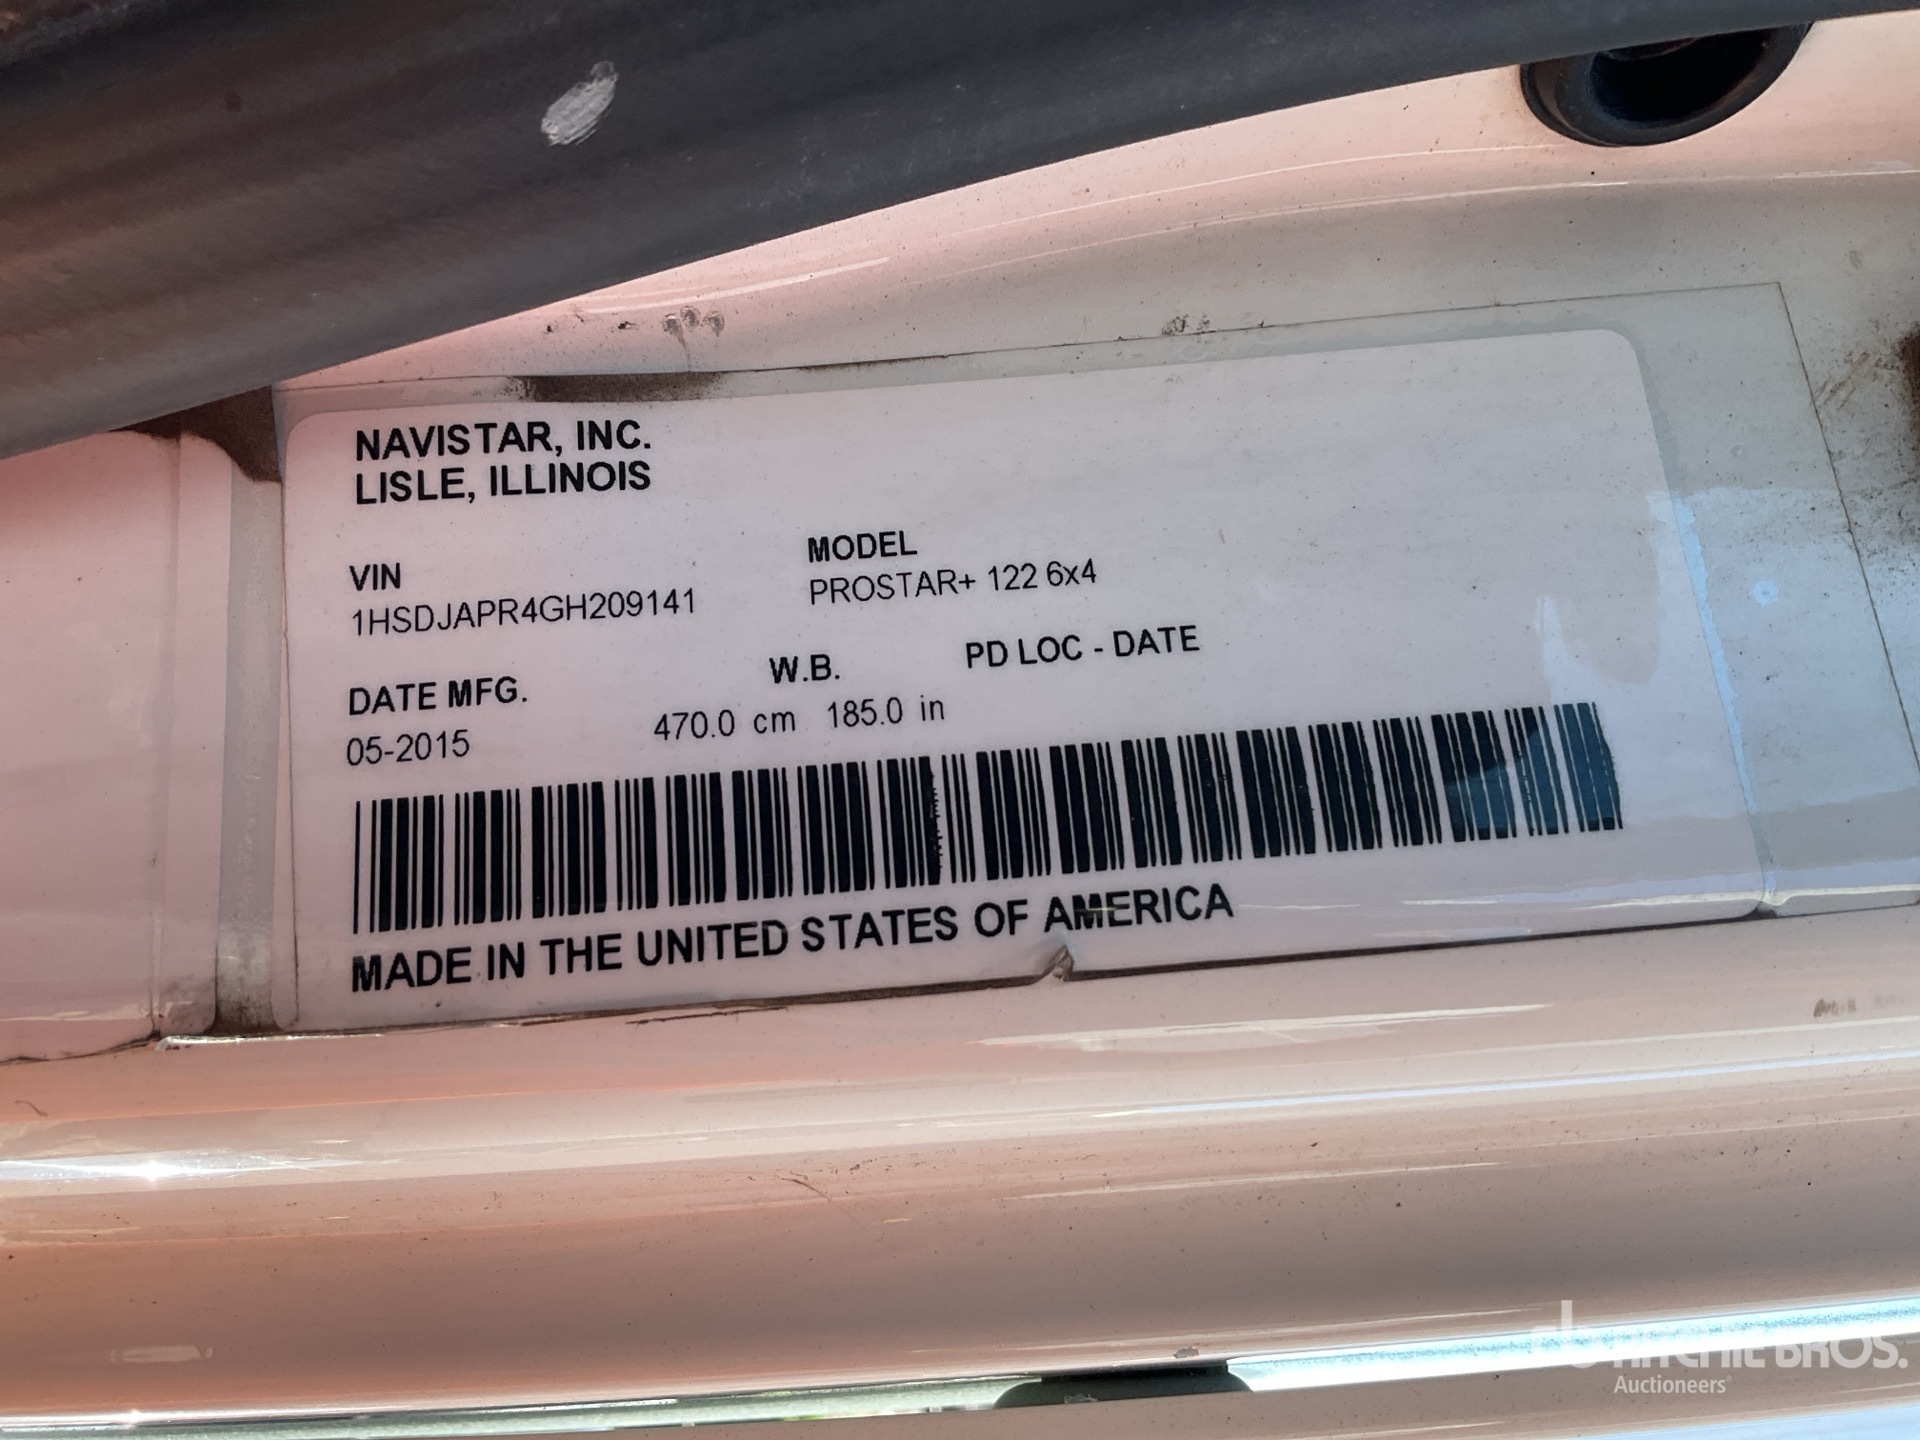 NAVISTAR, INC.
LISLE, ILLINOIS
VIN
1HSDJAPR4GH209141
MODEL
PROSTAR+ 122 6x4
DATE MFG.
05-2015
W.B.
470.0 cm 185.0 in
PD LOC - DATE
MADE IN THE UNITED STATES OF AMERICA
rb RITCHIE BROS.
Auctioneers